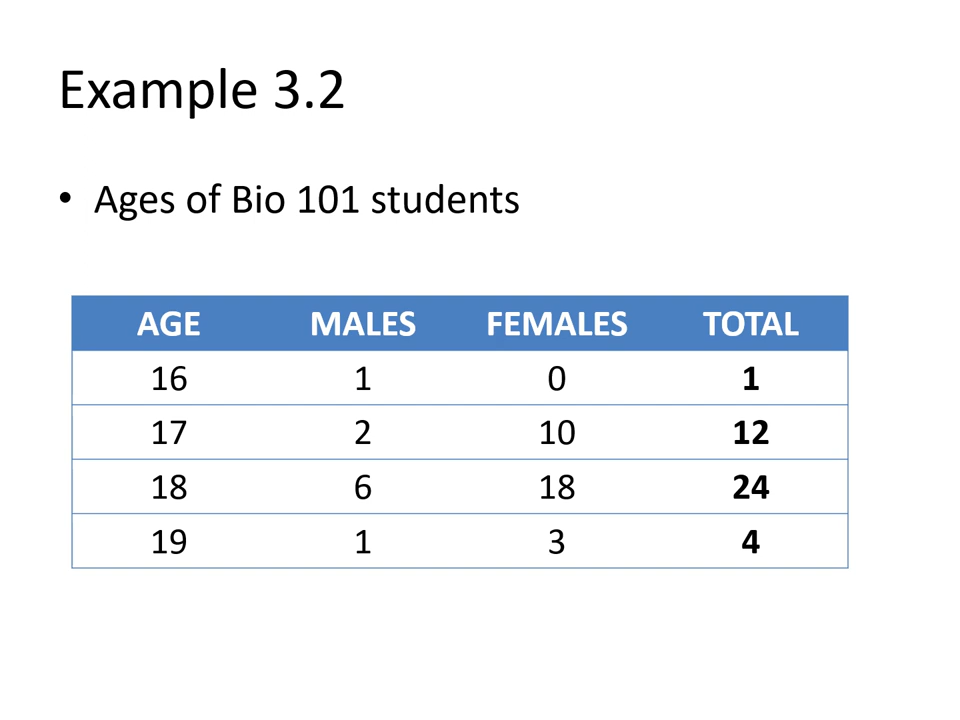 Example 3.2
• Ages of Bio 101 students
AGE MALES FEMALES TOTAL
16 1 0 1
17 2 10 12
18 6 18 24
19 1 3 4